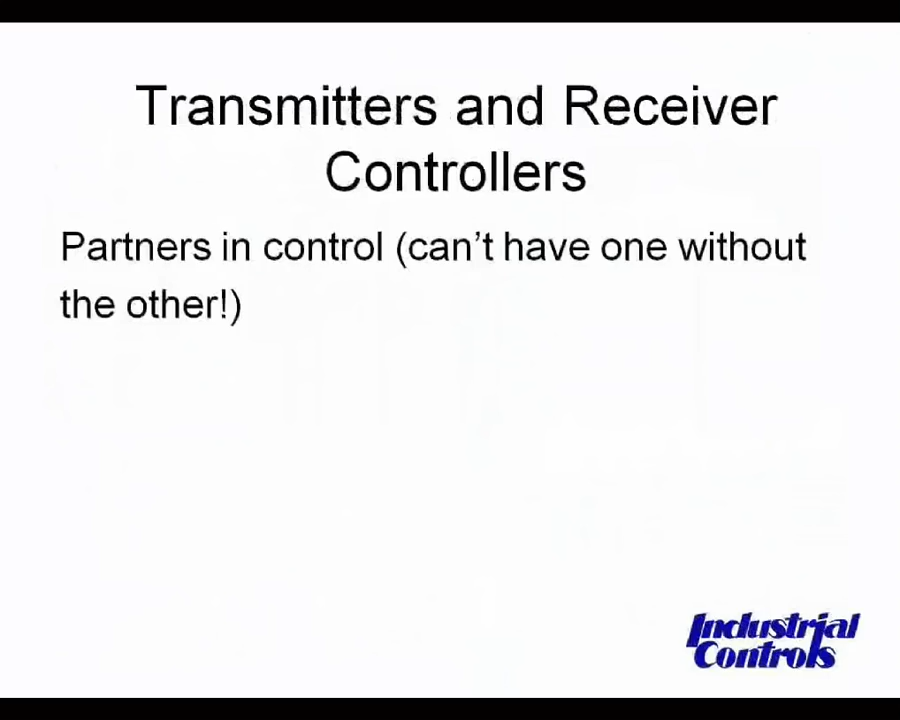 Transmitters and Receiver
Controllers
Partners in control (can't have one without
the other!)
Industrial
Controls